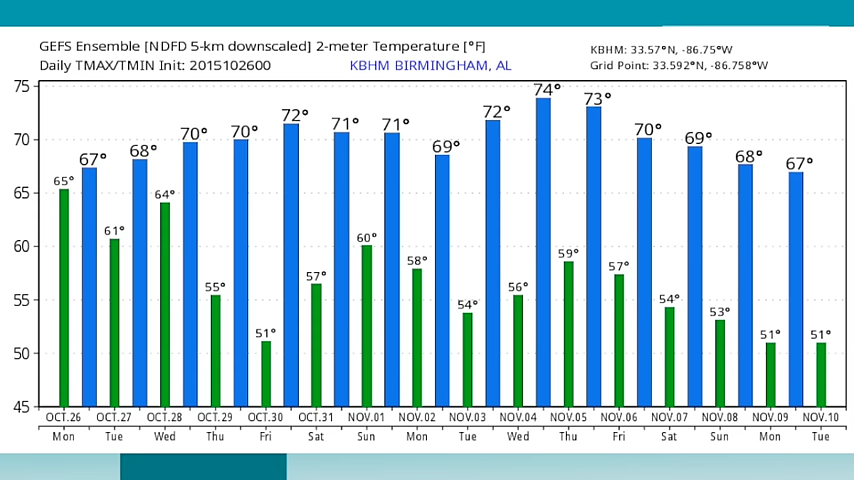 GEFS Ensemble [NDFD 5-km downscaled] 2-meter Temperature [°F]
KBHM: 33.57°N, -86.75°W
Daily TMAX/TMIN Init: 2015102600 KBHM BIRMINGHAM, AL
Grid Point: 33.592°N, -86.758°W
75
70
65
60
55
50
45
65° 67° 61° 68° 64° 70° 55° 70° 51° 72° 57° 71° 60° 71° 58° 69° 54° 72° 56° 74° 59° 73° 57° 70° 54° 69° 53° 68° 51° 67° 51°
OCT.26 OCT.27 OCT.28 OCT.29 OCT.30 OCT.31 NOV.01 NOV.02 NOV.03 NOV.04 NOV.05 NOV.06 NOV.07 NOV.08 NOV.09 NOV.10
Mon Tue Wed Thu Fri Sat Sun Mon Tue Wed Thu Fri Sat Sun Mon Tue